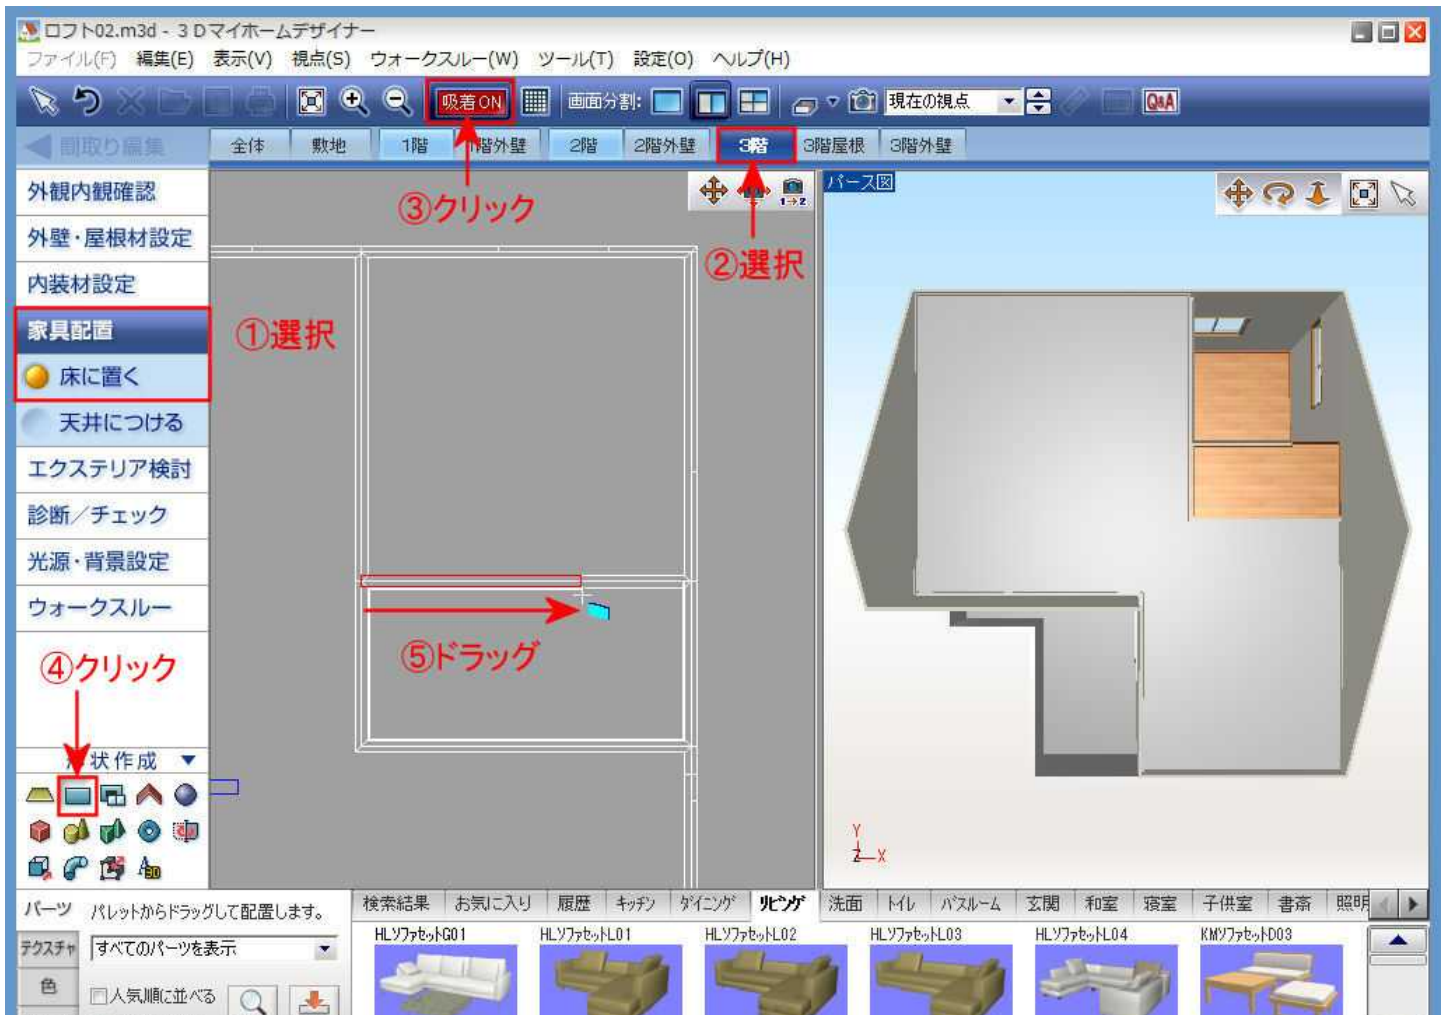 ロフト02.m3d - 3Dマイホームデザイナー
ファイル(F) 編集(E) 表示(V) 視点(S) ウォークスルー(W) ツール(T) 設定(O) ヘルプ(H)
吸着ON 画面分割: 現在の視点 Q&A
間取り編集 全体 敷地 1階 1階外壁 2階 2階外壁 3階 3階屋根 3階外壁
外観内観確認
外壁・屋根材設定
内装材設定
家具配置
床に置く
天井につける
エクステリア検討
診断/チェック
光源・背景設定
ウォークスルー
④クリック
状作成
③クリック
1→2
②選択
①選択
⑤ドラッグ
パース図
Y
Z X
パーツ パレットからドラッグして配置します。
テクスチャ すべてのパーツを表示
色 人気順に並べる
検索結果 お気に入り 履歴 キッチン ダイニング リビング 洗面 トイレ バスルーム 玄関 和室 寝室 子供室 書斎 照明
HLソファセットG01 HLソファセットL01 HLソファセットL02 HLソファセットL03 HLソファセットL04 KMソファセットD03